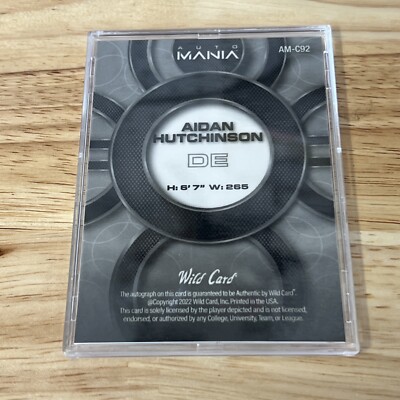 AUTO
MANIA
AM-C92
AIDAN
HUTCHINSON
DE
H: 6' 7" W: 265
Wild Card
The autograph on this card is guaranteed to be Authentic by Wild Card.
@Copyright 2022 Wild Card, Inc. Printed in the USA.
This card is solely licensed by the player depicted and is not licensed,
endorsed, or authorized by any College, University, Team, or League.